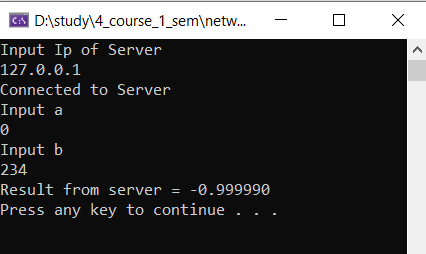 D:\study\4_course_1_sem\netw...
Input Ip of Server
127.0.0.1
Connected to Server
Input a
0
Input b
234
Result from server = -0.999990
Press any key to continue . . .